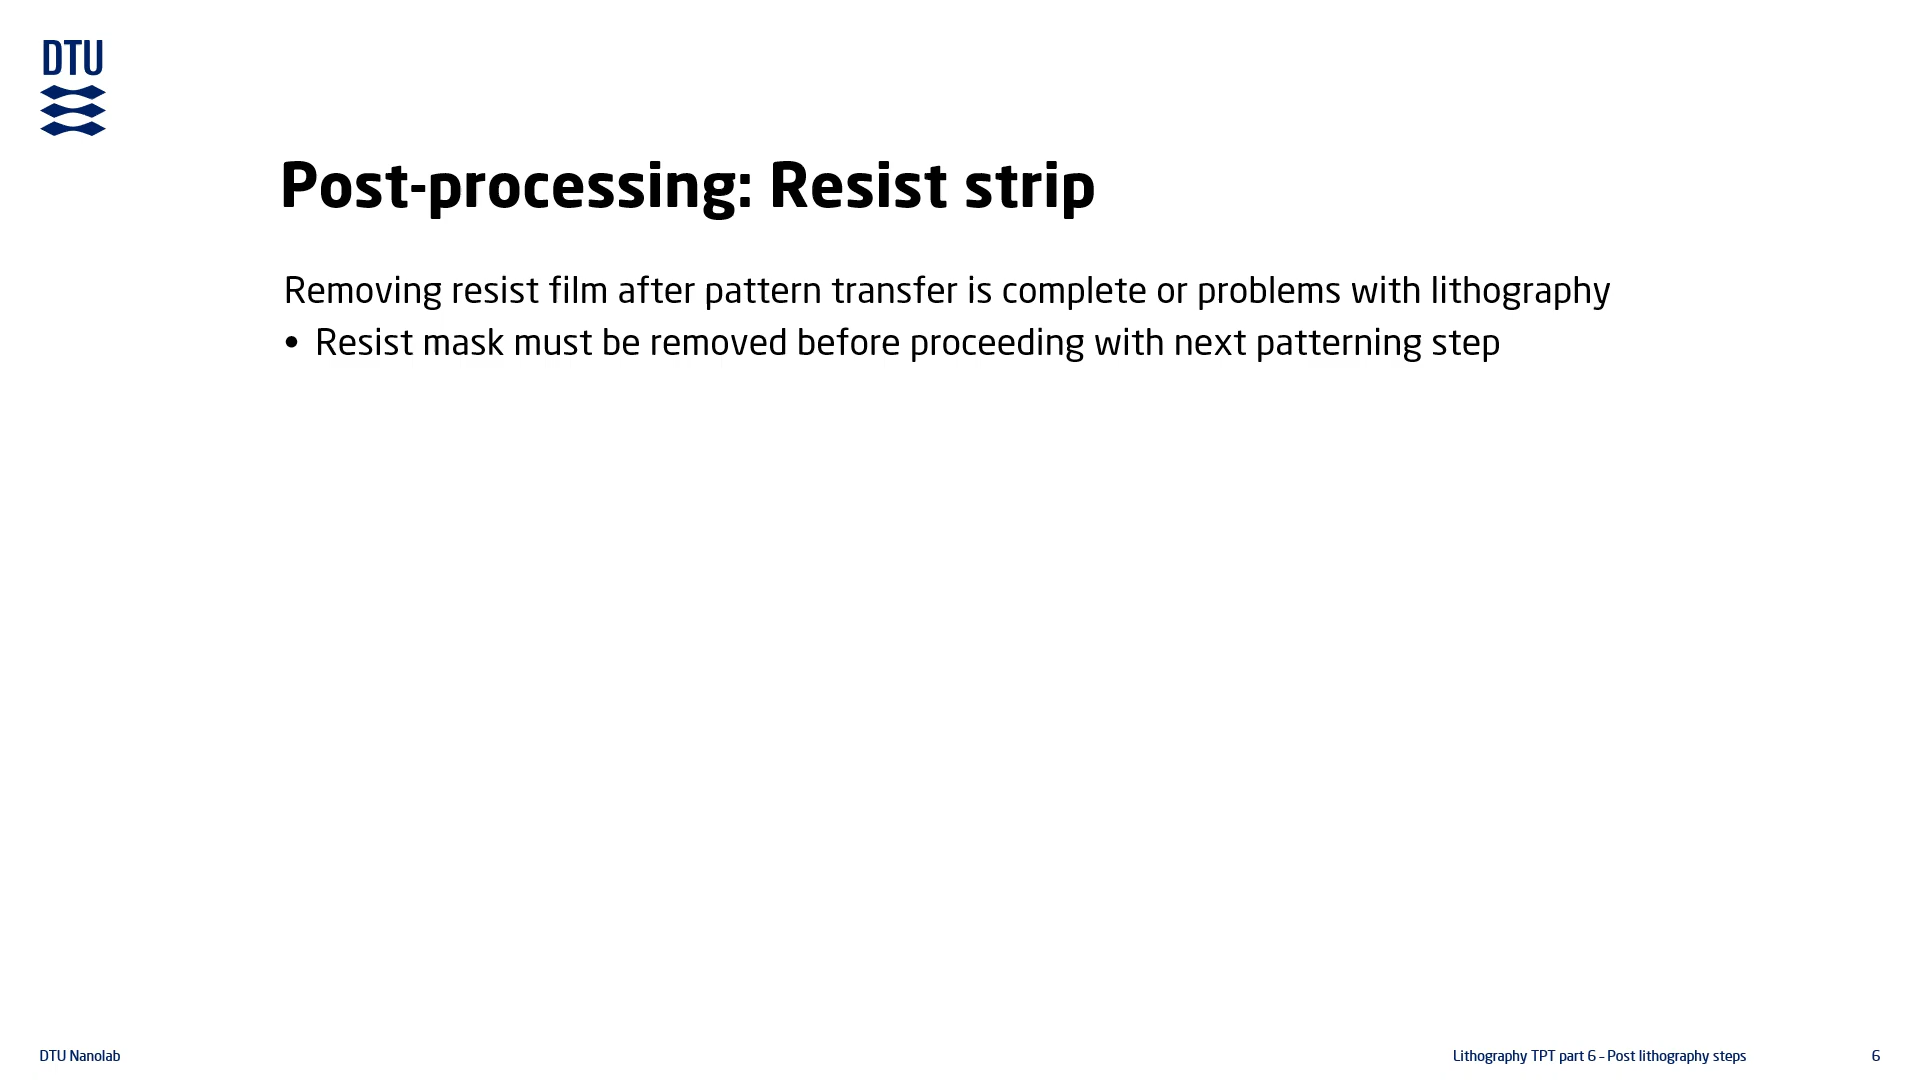 DTU
Post-processing: Resist strip
Removing resist film after pattern transfer is complete or problems with lithography
• Resist mask must be removed before proceeding with next patterning step
DTU Nanolab
Lithography TPT part 6 – Post lithography steps
6